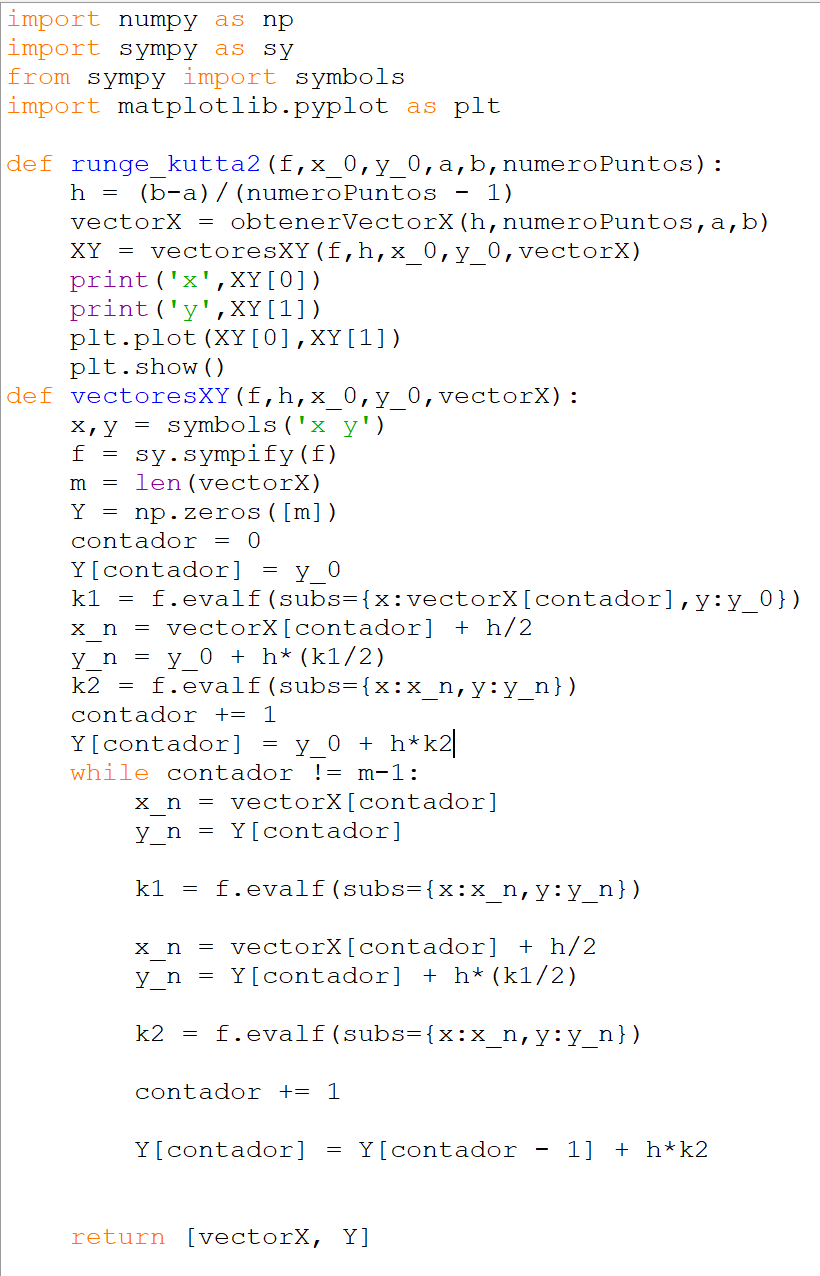 import numpy as np
import sympy as sy
from sympy import symbols
import matplotlib.pyplot as plt
def runge_kutta2(f,x_0,y_0,a,b,numeroPuntos):
    h = (b-a)/(numeroPuntos - 1)
    vectorX = obtenerVectorX(h,numeroPuntos,a,b)
    XY = vectoresXY(f,h,x_0,y_0,vectorX)
    print('x',XY[0])
    print('y',XY[1])
    plt.plot(XY[0],XY[1])
    plt.show()
def vectoresXY(f,h,x_0,y_0,vectorX):
    x,y = symbols('x y')
    f = sy.sympify(f)
    m = len(vectorX)
    Y = np.zeros([m])
    contador = 0
    Y[contador] = y_0
    k1 = f.evalf(subs={x:vectorX[contador],y:y_0})
    x_n = vectorX[contador] + h/2
    y_n = y_0 + h*(k1/2)
    k2 = f.evalf(subs={x:x_n,y:y_n})
    contador += 1
    Y[contador] = y_0 + h*k2
    while contador != m-1:
        x_n = vectorX[contador]
        y_n = Y[contador]
        k1 = f.evalf(subs={x:x_n,y:y_n})
        x_n = vectorX[contador] + h/2
        y_n = Y[contador] + h*(k1/2)
        k2 = f.evalf(subs={x:x_n,y:y_n})
        contador += 1
        Y[contador] = Y[contador - 1] + h*k2
    return [vectorX, Y]